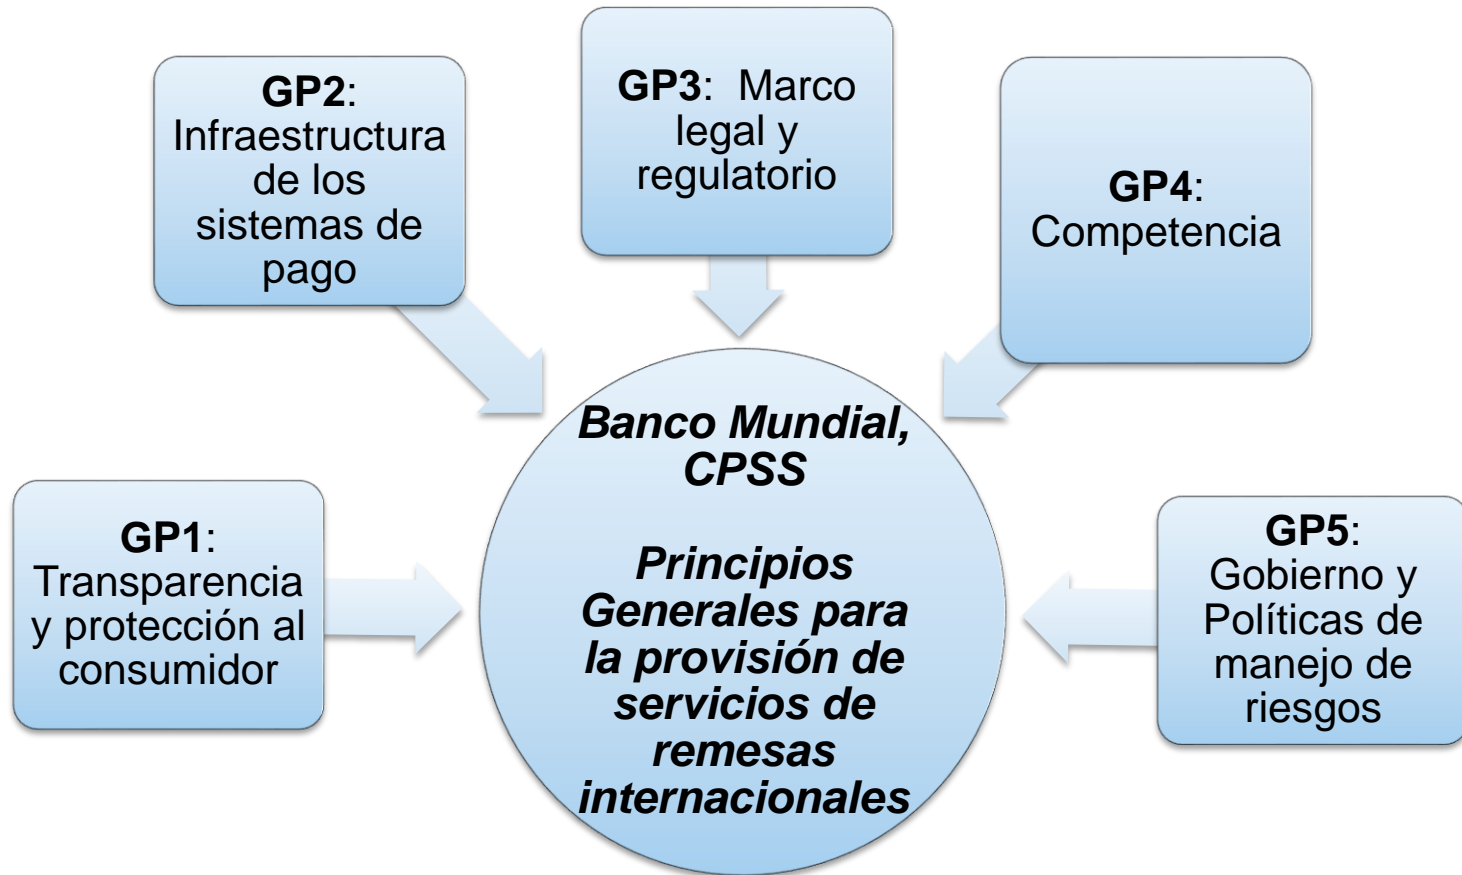 GP1:
Transparencia
y protección al
consumidor
GP2:
Infraestructura
de los
sistemas de
pago
GP3:  Marco
legal y
regulatorio
GP4:
Competencia
GP5:
Gobierno y
Políticas de
manejo de
riesgos
Banco Mundial,
CPSS
Principios
Generales para
la provisión de
servicios de
remesas
internacionales